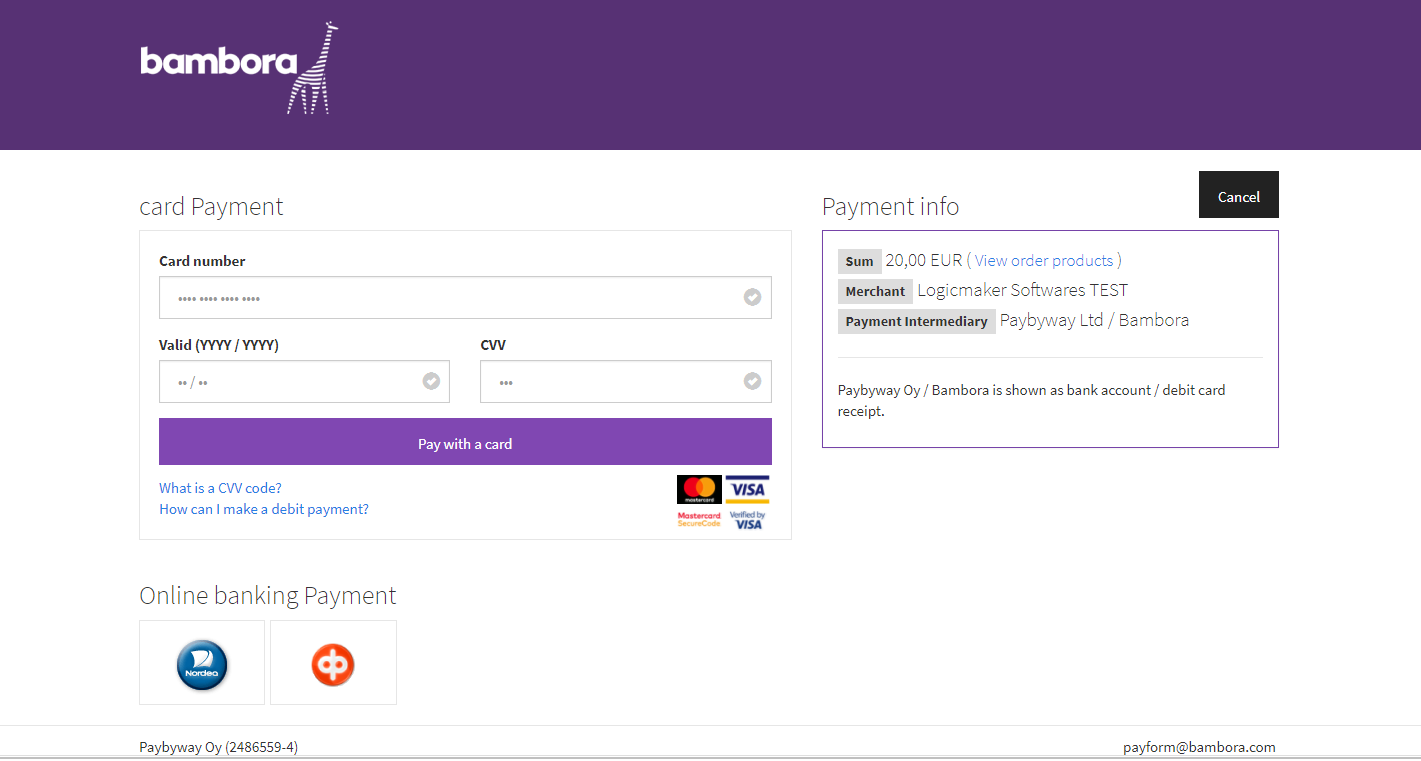 bambora
Cancel
card Payment
Payment info
Card number
•••• •••• •••• ••••
Valid (YYYY / YYYY)
CVV
•• / ••
•••
Pay with a card
What is a CVV code?
How can I make a debit payment?
mastercard
VISA
Mastercard
SecureCode
Verified by
VISA
Sum 20,00 EUR ( View order products )
Merchant Logicmaker Softwares TEST
Payment Intermediary Paybyway Ltd / Bambora
Paybyway Oy / Bambora is shown as bank account / debit card
receipt.
Online banking Payment
Nordea
Paybyway Oy (2486559-4)
payform@bambora.com